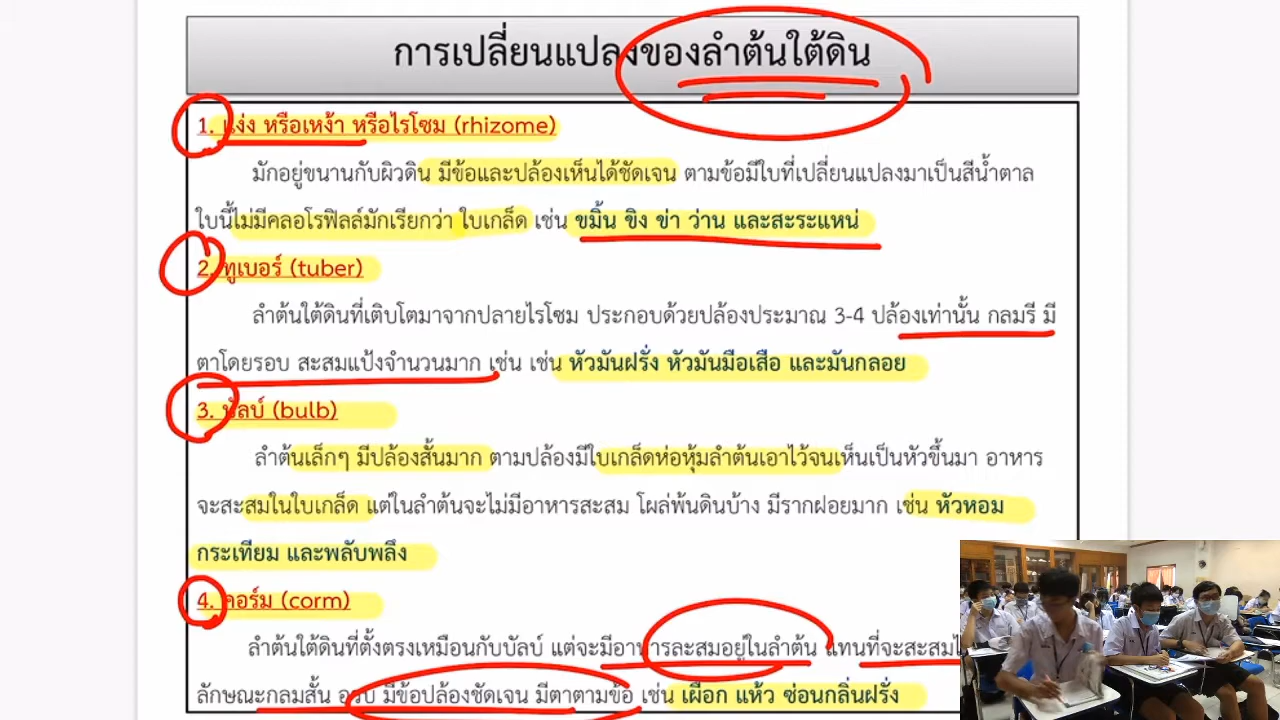 การเปลี่ยนแปลงของลำต้นใต้ดิน
1. แง่ง หรือเหง้า หรือไรโซม (rhizome)
มักอยู่ขนานกับผิวดิน มีข้อและปล้องเห็นได้ชัดเจน ตามข้อมีใบที่เปลี่ยนแปลงมาเป็นสีน้ำตาล
ใบนี้ไม่มีคลอโรฟิลล์มักเรียกว่า ใบเกล็ด เช่น ขมิ้น ขิง ข่า ว่าน และสะระแหน่
2. ทูเบอร์ (tuber)
ลำต้นใต้ดินที่เติบโตมาจากปลายไรโซม ประกอบด้วยปล้องประมาณ 3-4 ปล้องเท่านั้น กลมรี มี
ตาโดยรอบ สะสมแป้งจำนวนมาก เช่น เช่น หัวมันฝรั่ง หัวมันมือเสือ และมันกลอย
3. บัลบ์ (bulb)
ลำต้นเล็กๆ มีปล้องสั้นมาก ตามปล้องมีใบเกล็ดห่อหุ้มลำต้นเอาไว้จนเห็นเป็นหัวขึ้นมา อาหาร
จะสะสมในใบเกล็ด แต่ในลำต้นจะไม่มีอาหารสะสม โผล่พ้นดินบ้าง มีรากฝอยมาก เช่น หัวหอม
กระเทียม และพลับพลึง
4. คอร์ม (corm)
ลำต้นใต้ดินที่ตั้งตรงเหมือนกับบัลบ์ แต่จะมีอาหารสะสมอยู่ในลำต้น แทนที่จะสะสม
ลักษณะกลมสั้น อวบ มีข้อปล้องชัดเจน มีตาตามข้อ เช่น เผือก แห้ว ซ่อนกลิ่นฝรั่ง